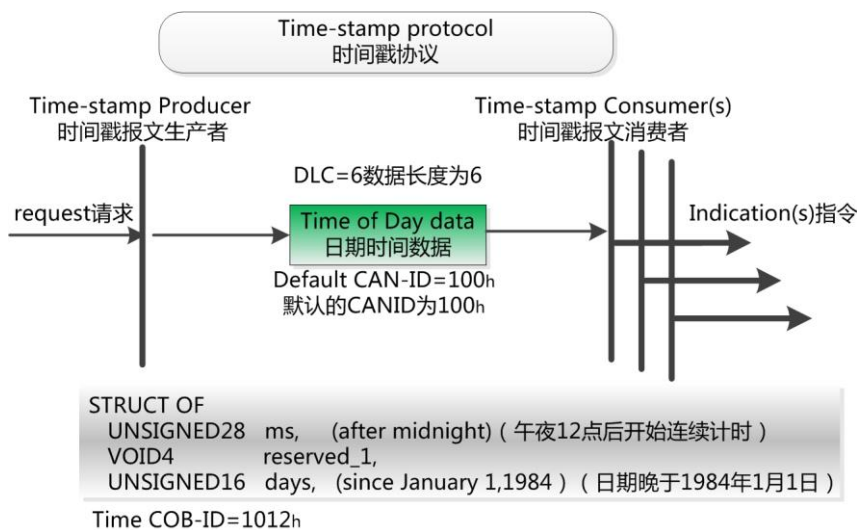 Time-stamp protocol
时间戳协议
Time-stamp Producer
时间戳报文生产者
Time-stamp Consumer(s)
时间戳报文消费者
DLC=6数据长度为6
request请求
Time of Day data
日期时间数据
Indication(s)指令
Default CAN-ID=100h
默认的CANID为100h
STRUCT OF
UNSIGNED28 ms, (after midnight)（午夜12点后开始连续计时）
VOID4 reserved_1,
UNSIGNED16 days, (since January 1,1984 )（日期晚于1984年1月1日）
Time COB-ID=1012h